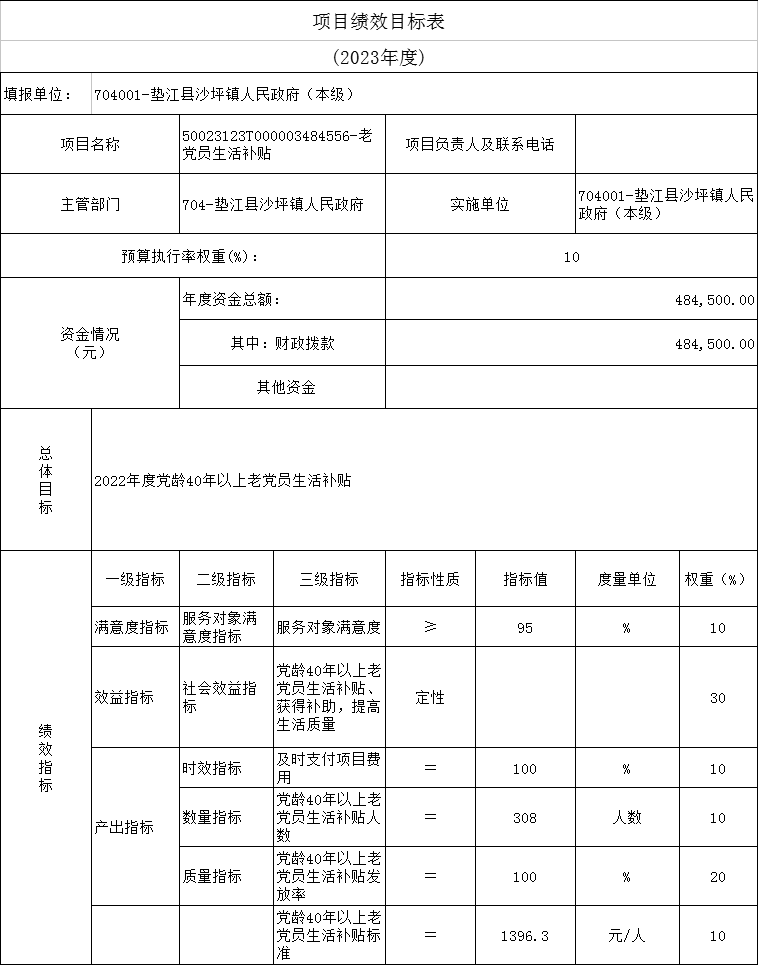 项目绩效目标表
(2023年度)
填报单位： 704001-垫江县沙坪镇人民政府（本级）
项目名称
50023123T000003484556-老
党员生活补贴
项目负责人及联系电话
主管部门
704-垫江县沙坪镇人民政府
实施单位
704001-垫江县沙坪镇人民
政府（本级）
预算执行率权重(%)： 10
资金情况
（元）
年度资金总额： 484,500.00
其中：财政拨款 484,500.00
其他资金
总
体
目
标
2022年度党龄40年以上老党员生活补贴
绩
效
指
标
一级指标 二级指标 三级指标 指标性质 指标值 度量单位 权重（%）
满意度指标
服务对象满
意度指标
服务对象满意度 ≥ 95 % 10
效益指标
社会效益指
标
党龄40年以上老
党员生活补贴、
获得补助，提高
生活质量
定性 30
产出指标
时效指标
及时支付项目费
用
＝ 100 % 10
数量指标
党龄40年以上老
党员生活补贴人
数
＝ 308 人数 10
质量指标
党龄40年以上老
党员生活补贴发
放率
＝ 100 % 20
党龄40年以上老
党员生活补贴标
准
＝ 1396.3 元/人 10